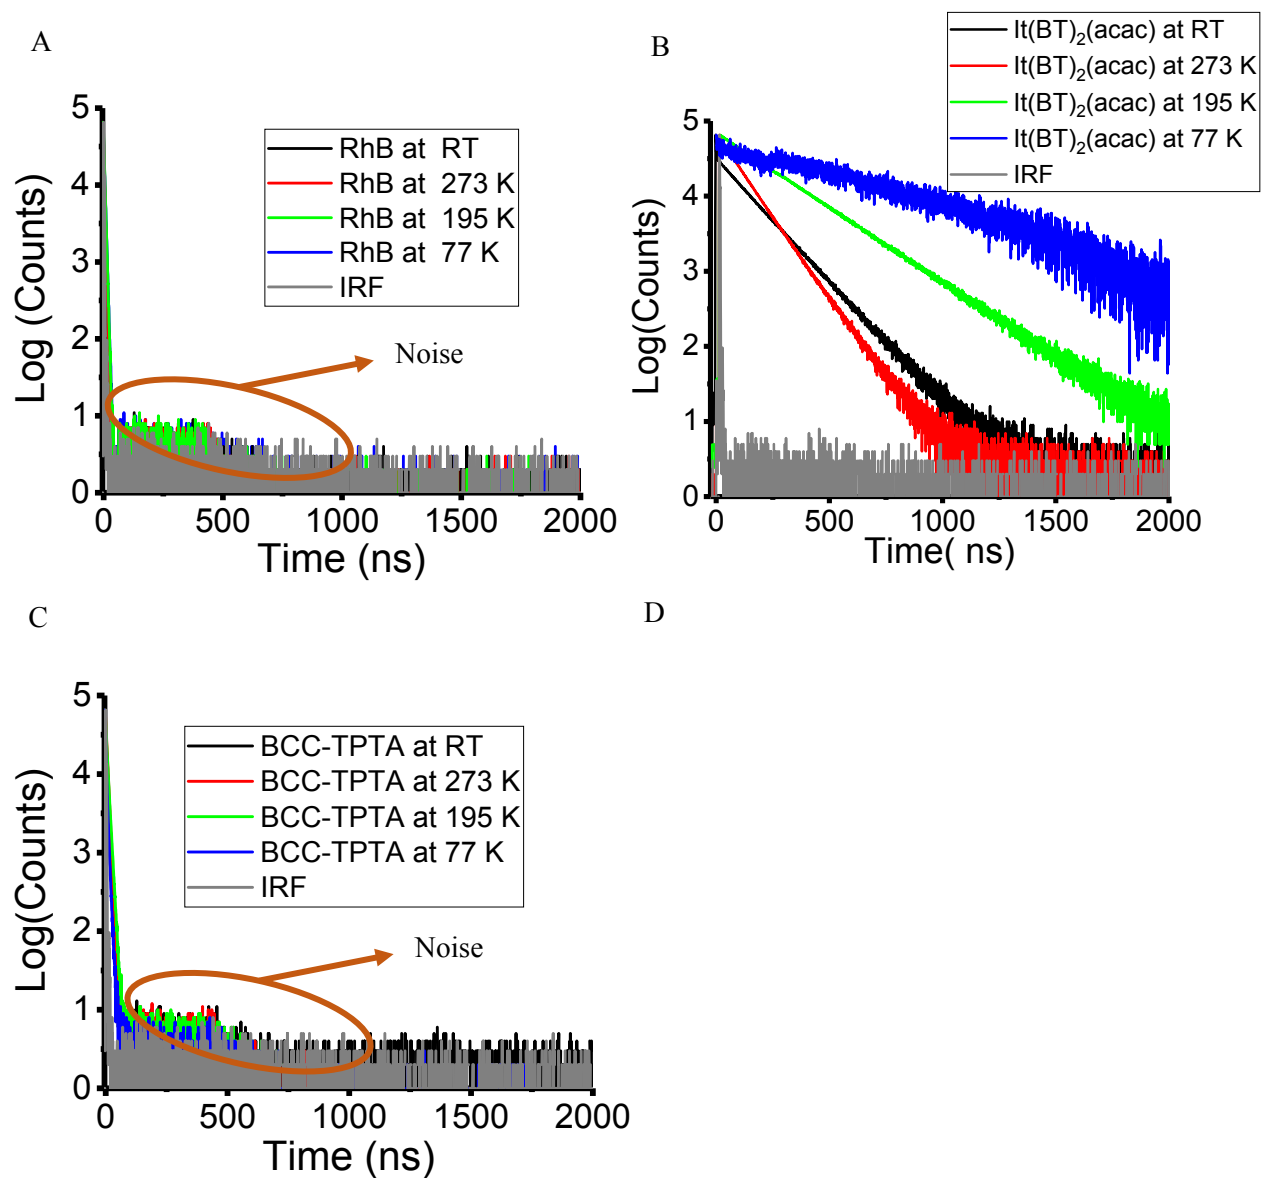 A
Log (Counts)
5
4
3
2
1
0
RhB at RT
RhB at 273 K
RhB at 195 K
RhB at 77 K
IRF
Noise
0 500 1000 1500 2000
Time (ns)
B
It(BT)2(acac) at RT
It(BT)2(acac) at 273 K
It(BT)2(acac) at 195 K
It(BT)2(acac) at 77 K
IRF
Log(Counts)
5
4
3
2
1
0
0 500 1000 1500 2000
Time( ns)
C
Log(Counts)
5
4
3
2
1
0
BCC-TPTA at RT
BCC-TPTA at 273 K
BCC-TPTA at 195 K
BCC-TPTA at 77 K
IRF
Noise
0 500 1000 1500 2000
Time (ns)
D